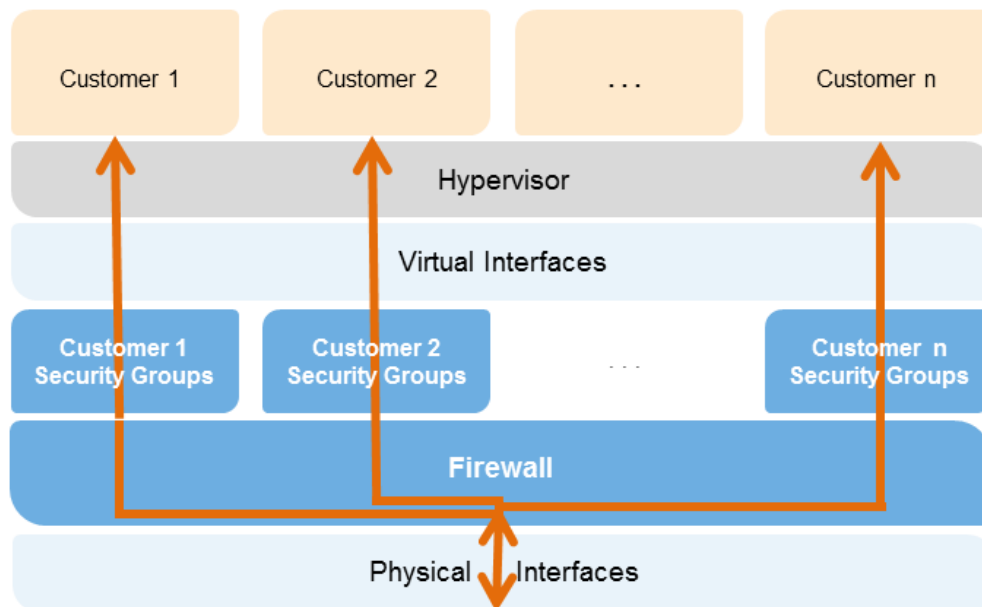 Customer 1
Customer 2
...
Customer n
Hypervisor
Virtual Interfaces
Customer 1
Security Groups
Customer 2
Security Groups
...
Customer n
Security Groups
Firewall
Physical Interfaces